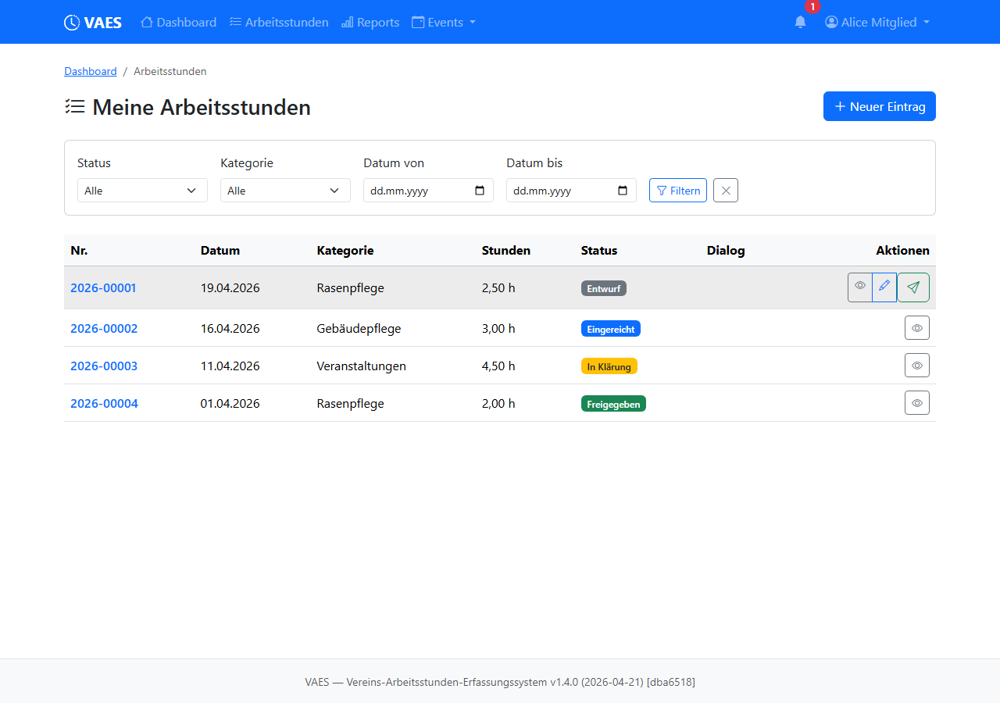 VAES Dashboard Arbeitsstunden Reports Events 1 Alice Mitglied
Dashboard / Arbeitsstunden
Meine Arbeitsstunden + Neuer Eintrag
Status Kategorie Datum von Datum bis
Alle Alle dd.mm.yyyy dd.mm.yyyy Filtern
Nr. Datum Kategorie Stunden Status Dialog Aktionen
2026-00001 19.04.2026 Rasenpflege 2,50 h Entwurf
2026-00002 16.04.2026 Gebäudepflege 3,00 h Eingereicht
2026-00003 11.04.2026 Veranstaltungen 4,50 h In Klärung
2026-00004 01.04.2026 Rasenpflege 2,00 h Freigegeben
VAES — Vereins-Arbeitsstunden-Erfassungssystem v1.4.0 (2026-04-21) [dba6518]